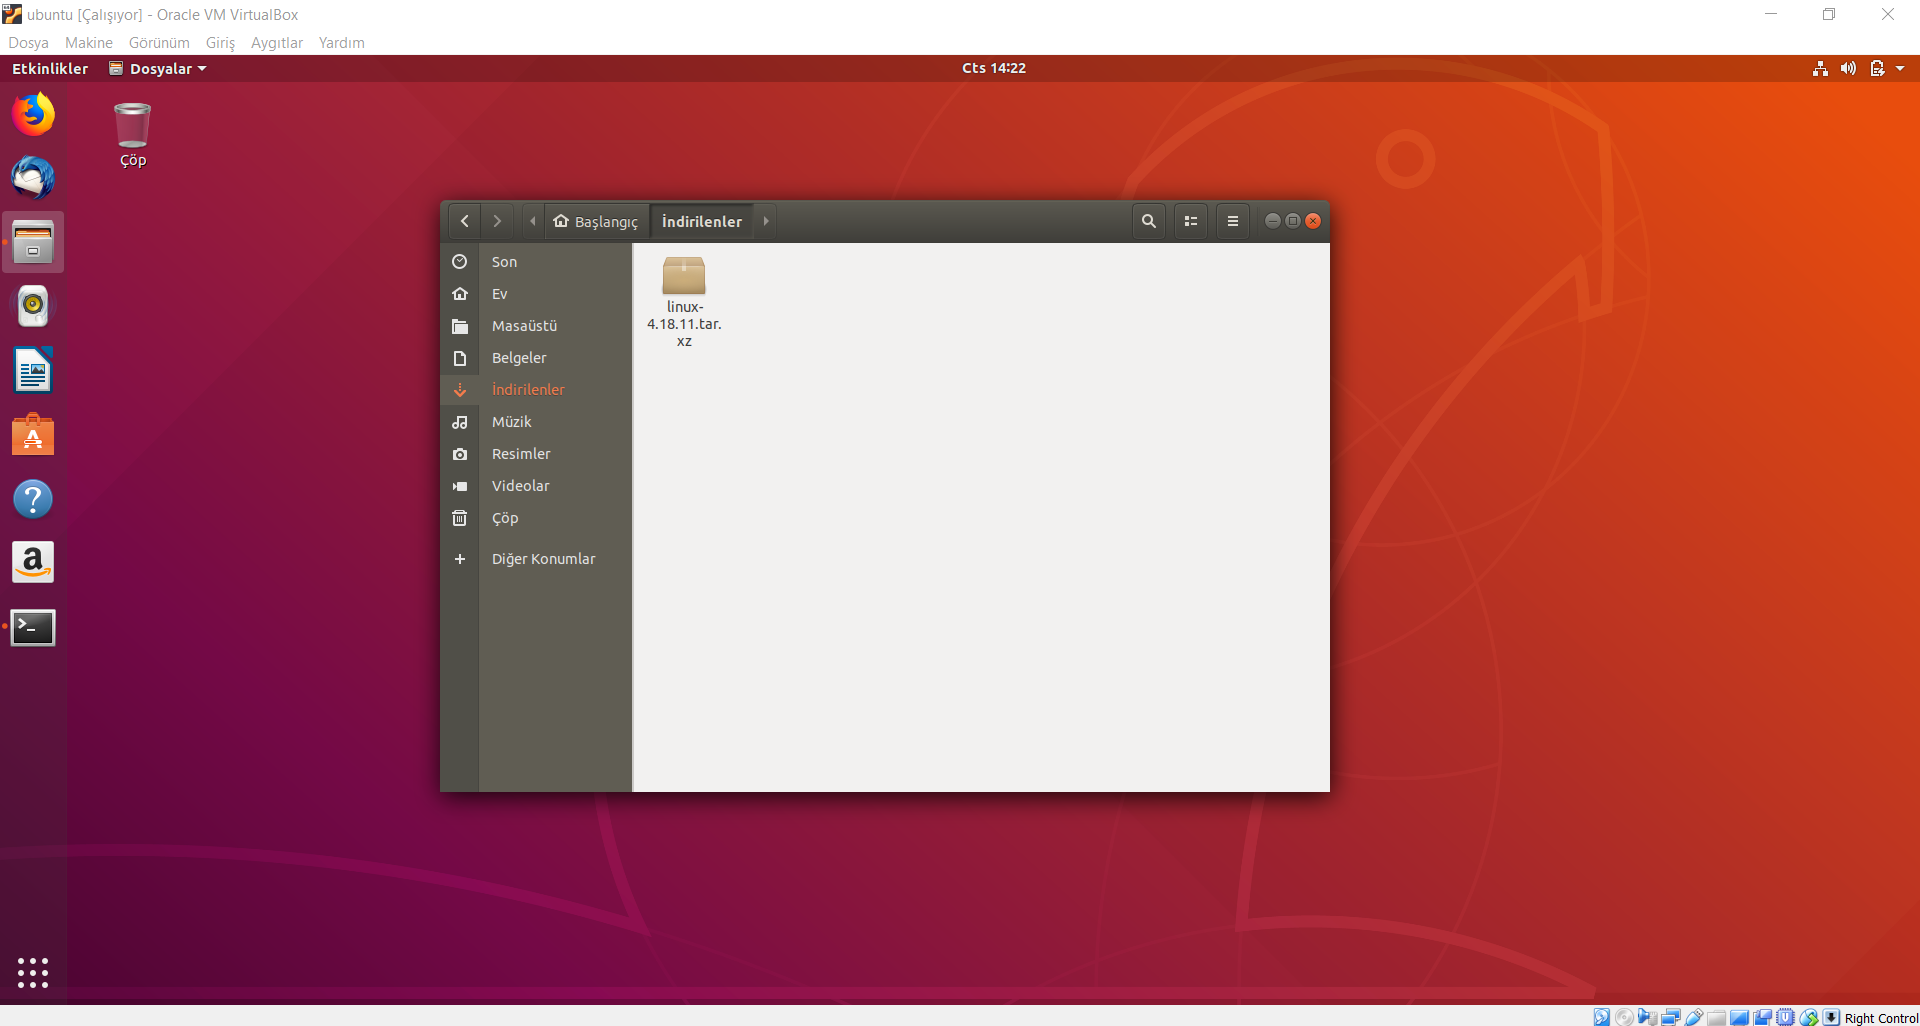 ubuntu [Çalışıyor] - Oracle VM VirtualBox
Dosya Makine Görünüm Giriş Aygıtlar Yardım
Etkinlikler Dosyalar Cts 14:22
Çöp
Başlangıç İndirilenler
Son
Ev
Masaüstü
Belgeler
İndirilenler
Müzik
Resimler
Videolar
Çöp
Diğer Konumlar
linux-
4.18.11.tar.
xz
Right Control